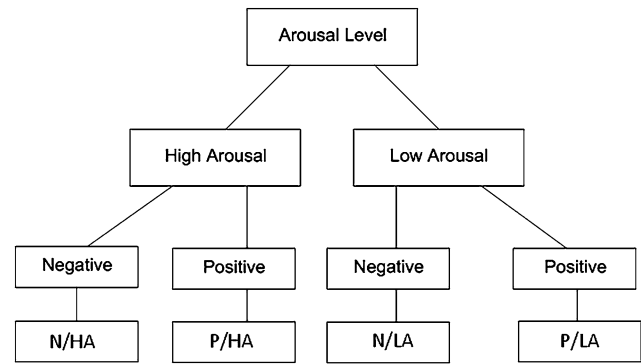 Arousal Level
High Arousal
Low Arousal
Negative
Positive
Negative
Positive
N/HA
P/HA
N/LA
P/LA